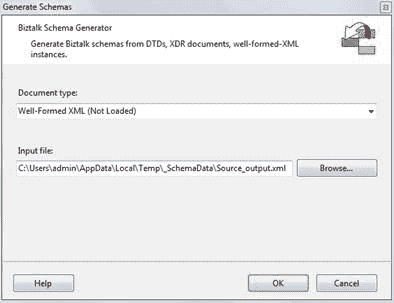 Generate Schemas
Biztalk Schema Generator
Generate Biztalk schemas from DTDs, XDR documents, well-formed-XML
instances.
Document type:
Well-Formed XML (Not Loaded)
Input file:
C:\Users\admin\AppData\Local\Temp\_SchemaData\Source_output.xml
Browse...
Help
OK
Cancel